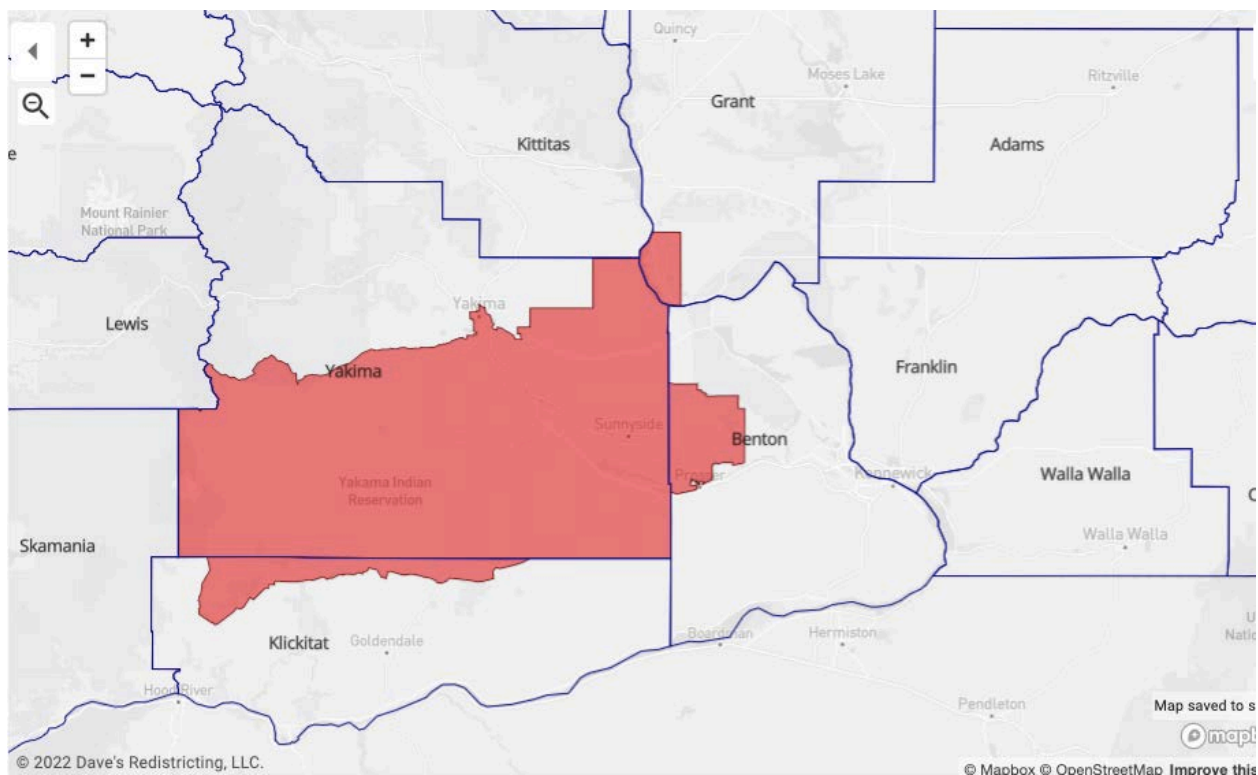 +
−
Quincy
Moses Lake
Ritzville
Grant
Kittitas
Adams
e
Mount Rainier
National Park
Yakima
Lewis
Yakima
Franklin
Sunnyside
Benton
Prosser
Kennewick
Yakama Indian
Reservation
Walla Walla
Walla Walla
Skamania
Klickitat
Goldendale
Boardman
Hermiston
Hood River
Pendleton
U
Natio
Map saved to s
mapb
© 2022 Dave's Redistricting, LLC.
© Mapbox © OpenStreetMap Improve this